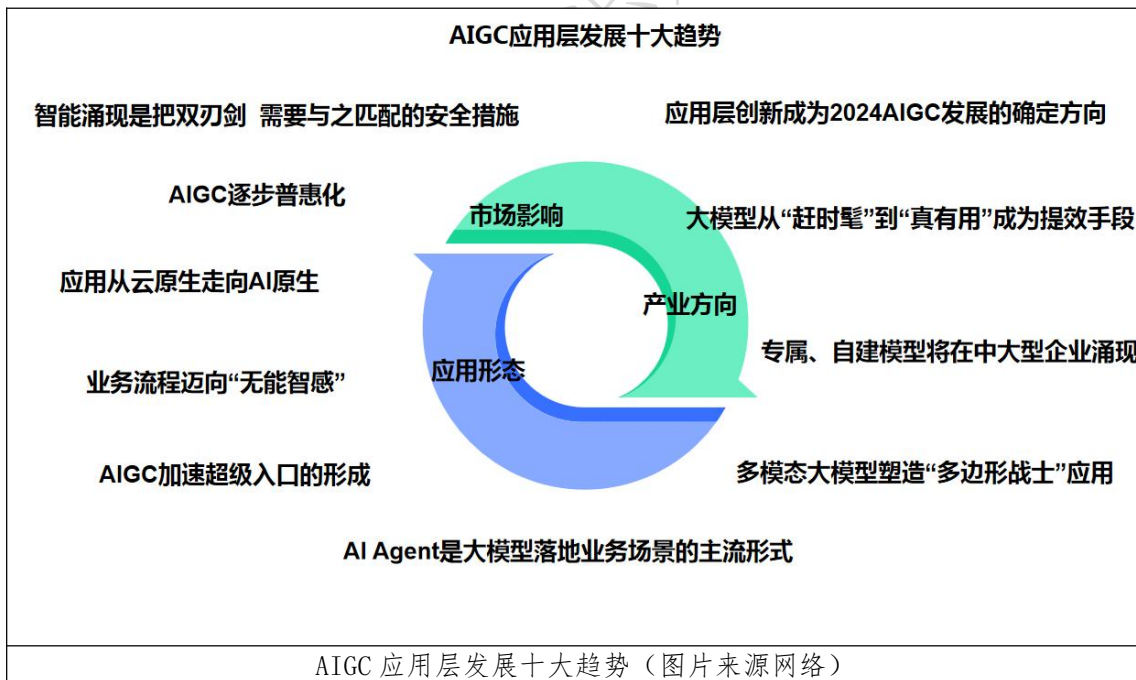 AIGC应用层发展十大趋势
智能涌现是把双刃剑 需要与之匹配的安全措施
应用层创新成为2024AIGC发展的确定方向
AIGC逐步普惠化
市场影响
大模型从“赶时髦”到“真有用”成为提效手段
应用从云原生走向AI原生
产业方向
专属、自建模型将在中大型企业涌现
应用形态
业务流程迈向“无能智感”
AIGC加速超级入口的形成
多模态大模型塑造“多边形战士”应用
AI Agent是大模型落地业务场景的主流形式
AIGC 应用层发展十大趋势（图片来源网络）